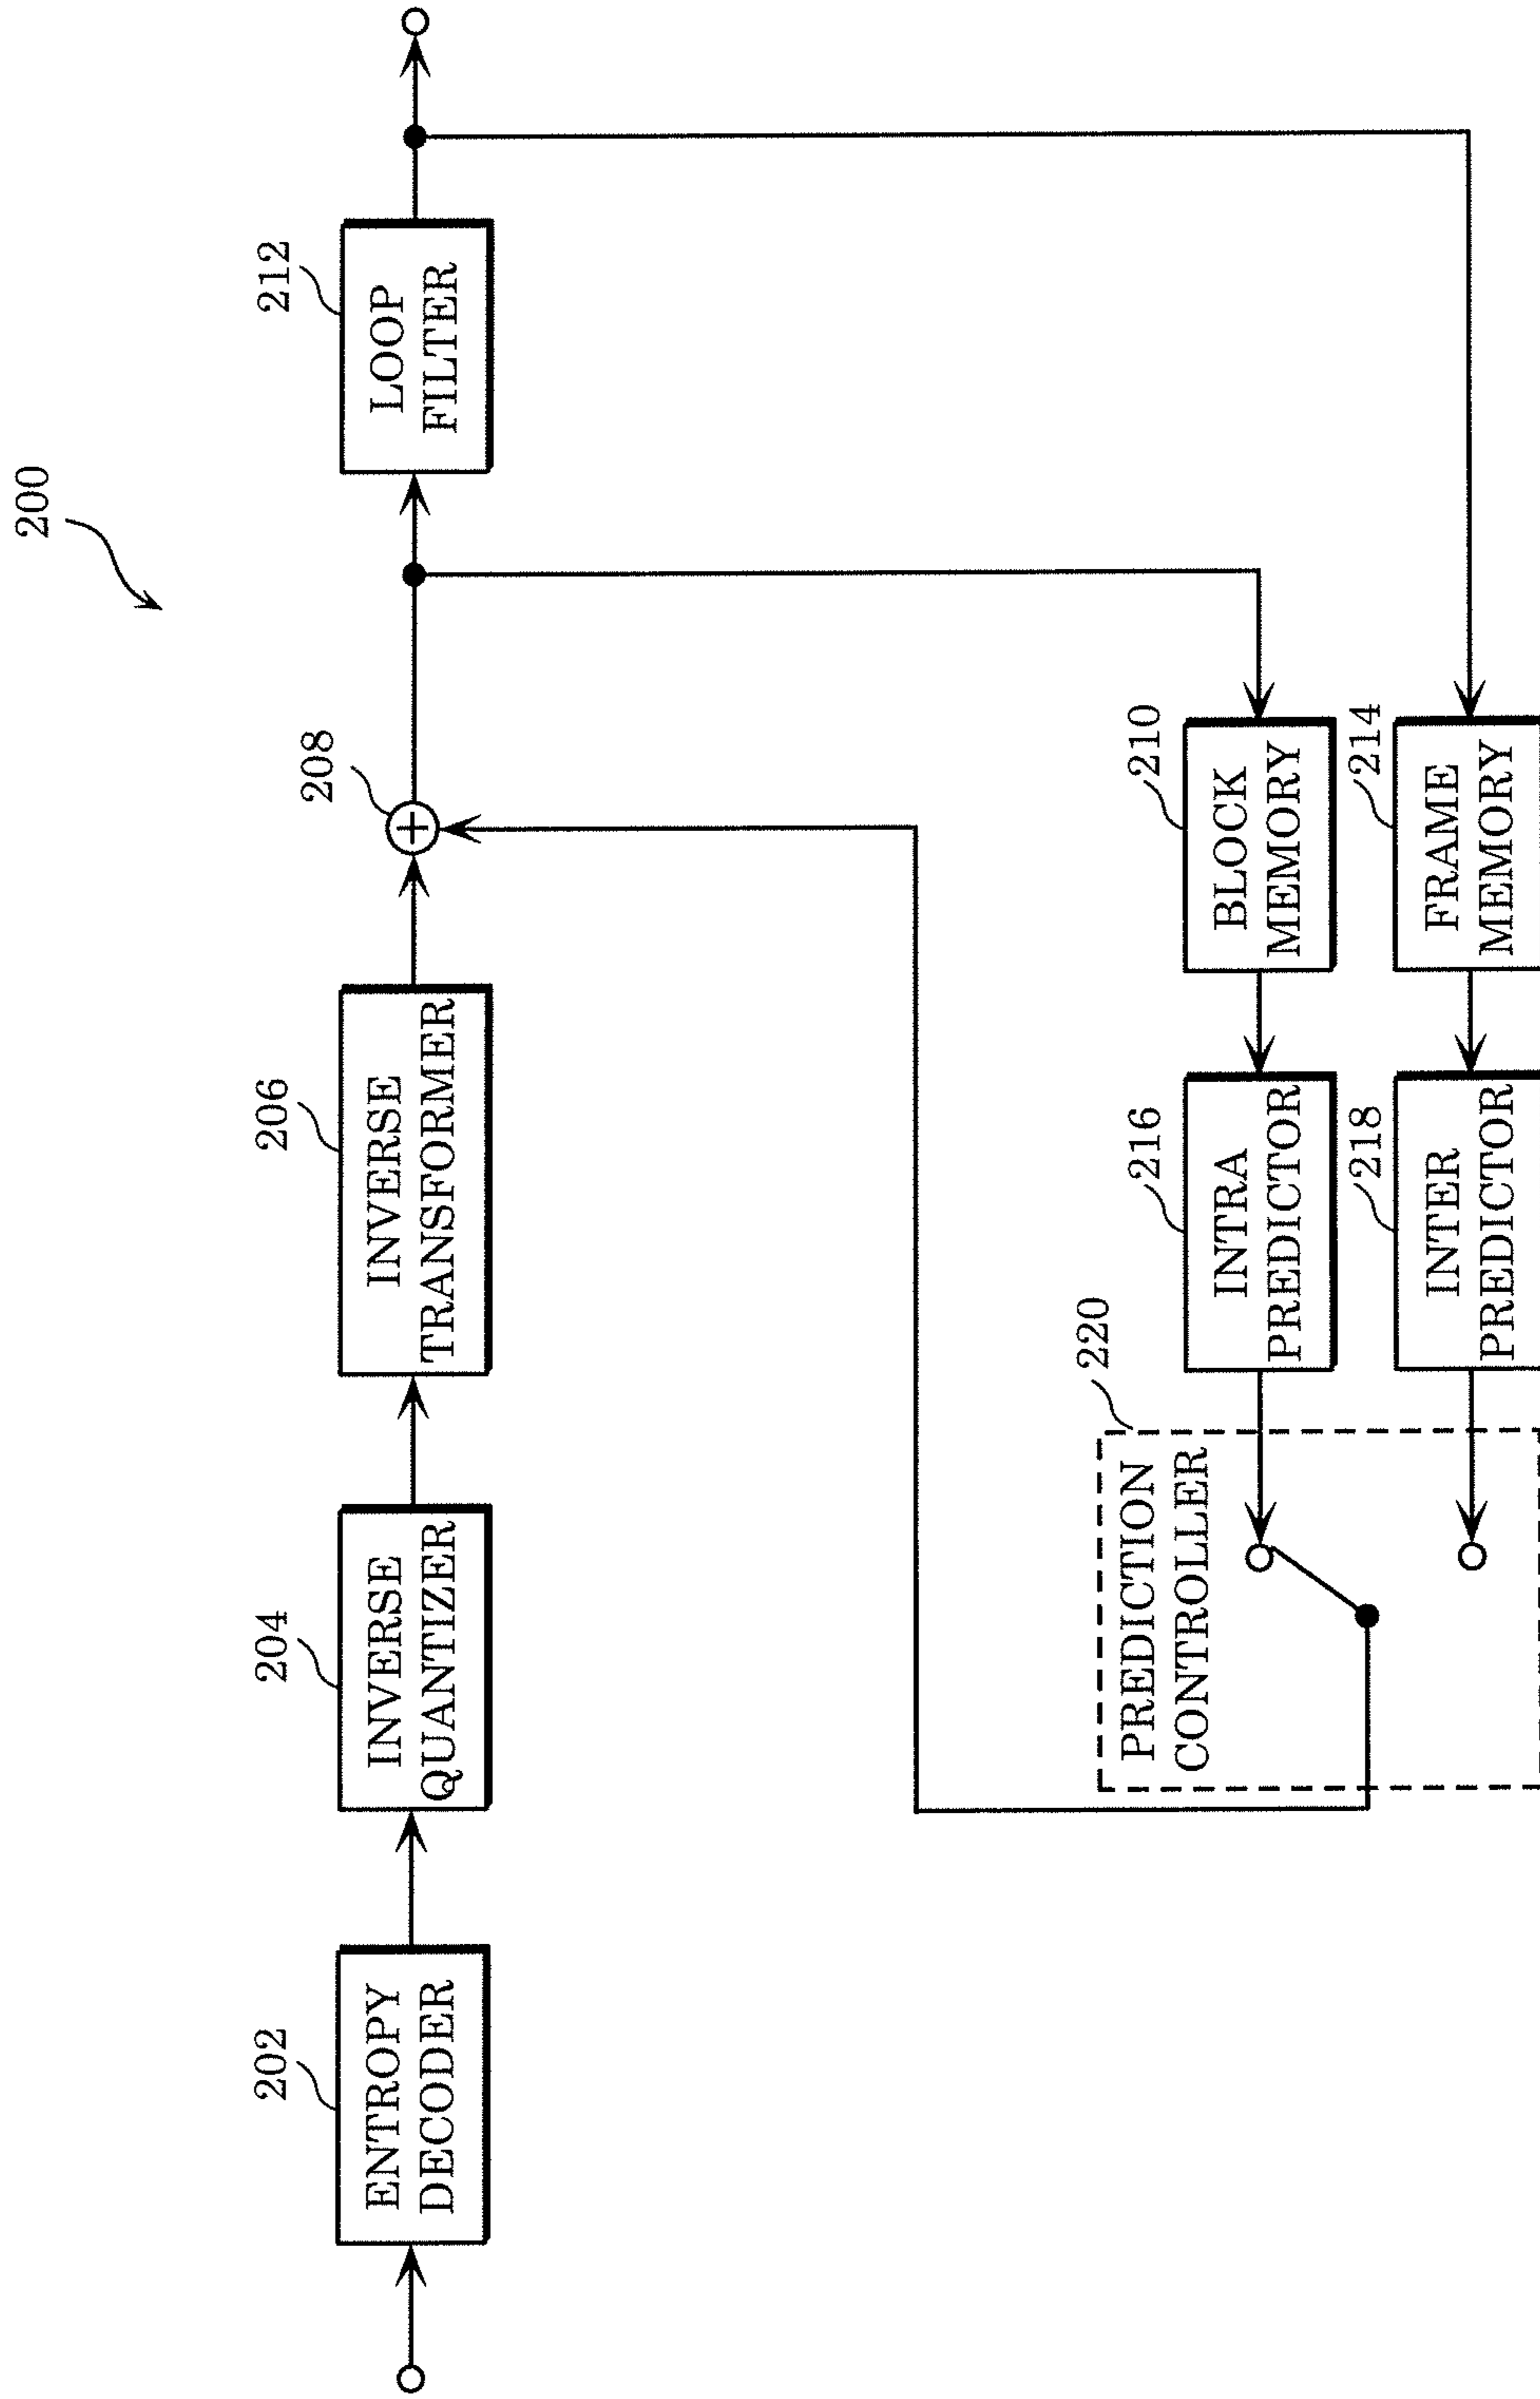 200
202
ENTROPY
DECODER
204
INVERSE
QUANTIZER
206
INVERSE
TRANSFORMER
208
+
212
LOOP
FILTER
220
PREDICTION
CONTROLLER
216
INTRA
PREDICTOR
210
BLOCK
MEMORY
218
INTER
PREDICTOR
214
FRAME
MEMORY